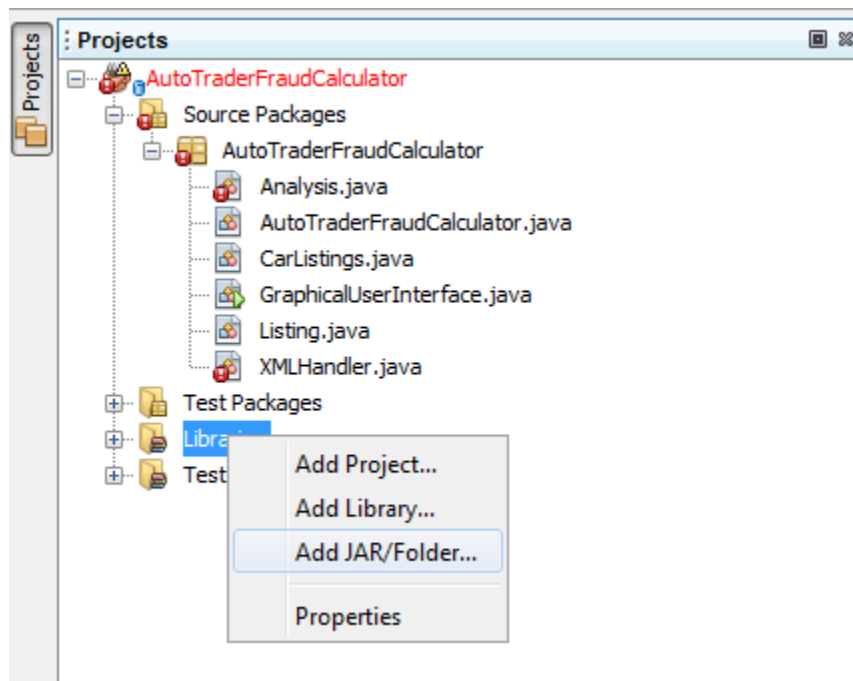 Projects
Projects
AutoTraderFraudCalculator
Source Packages
AutoTraderFraudCalculator
Analysis.java
AutoTraderFraudCalculator.java
CarListings.java
GraphicalUserInterface.java
Listing.java
XMLHandler.java
Test Packages
Test
Add Project...
Add Library...
Add JAR/Folder...
Properties